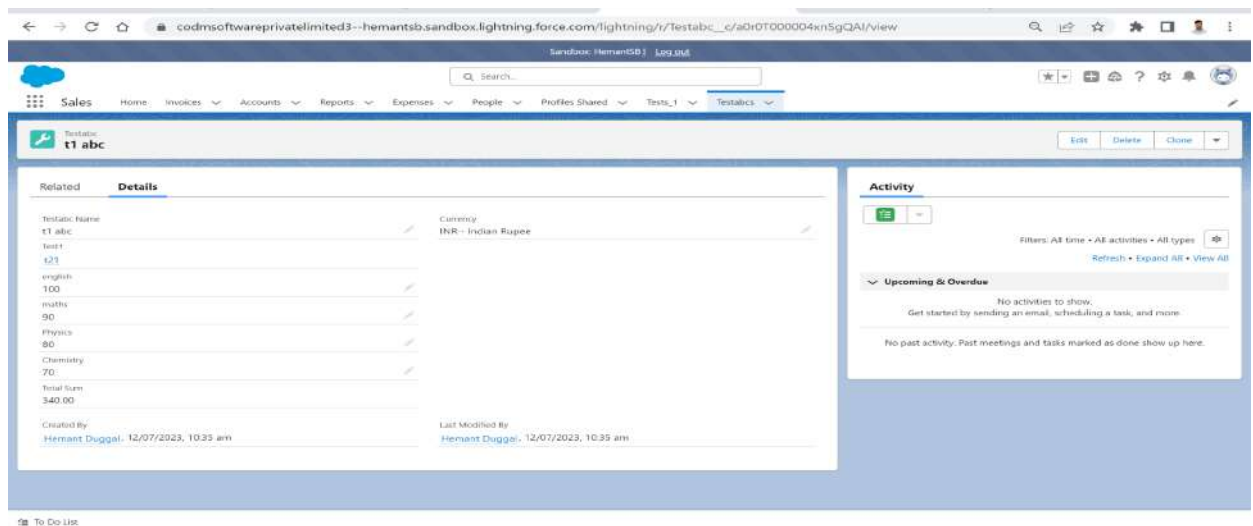 codmsoftwareprivatelimited3--hemantsb.sandbox.lightning.force.com/lightning/r/Testabc__c/a0r0T000004xn5gQAI/view
Sandbox: HemantSB | Log out
Search...
Sales Home Invoices Accounts Reports Expenses People Profiles Shared Tests_1 Testabcs
Testabc
t1 abc
Edit Delete Clone
Related Details
Testabc Name
t1 abc
Currency
INR - Indian Rupee
Test1
t21
english
100
maths
90
Physics
80
Chemistry
70
Total Sum
340.00
Created By
Hemant Duggal, 12/07/2023, 10:35 am
Last Modified By
Hemant Duggal, 12/07/2023, 10:35 am
Activity
Filters: All time • All activities • All types
Refresh • Expand All • View All
Upcoming & Overdue
No activities to show.
Get started by sending an email, scheduling a task, and more.
No past activity. Past meetings and tasks marked as done show up here.
To Do List